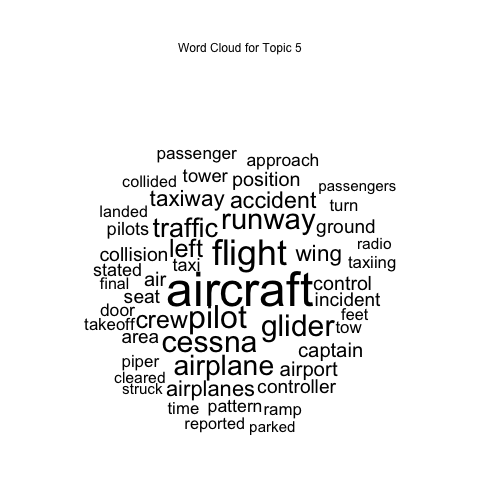 Word Cloud for Topic 5
passenger approach
collided tower position passengers
taxiway accident turn
landed
pilots traffic runway ground
collision left flight wing radio
stated taxi taxiing
final air aircraft control
seat incident
door crew pilot glider feet
takeoff tow
area cessna captain
piper airplane airport
cleared
struck airplanes controller
time pattern ramp
reported parked